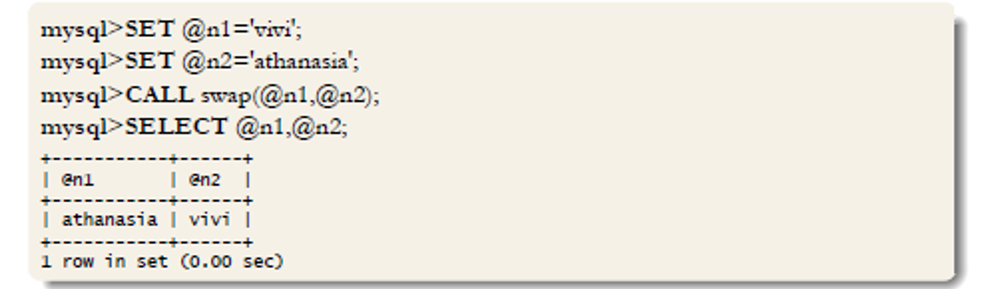 mysql>SET @n1='vivi';
mysql>SET @n2='athanasia';
mysql>CALL swap(@n1,@n2);
mysql>SELECT @n1,@n2;
+-----------+------+
| @n1       | @n2  |
+-----------+------+
| athanasia | vivi |
+-----------+------+
1 row in set (0.00 sec)